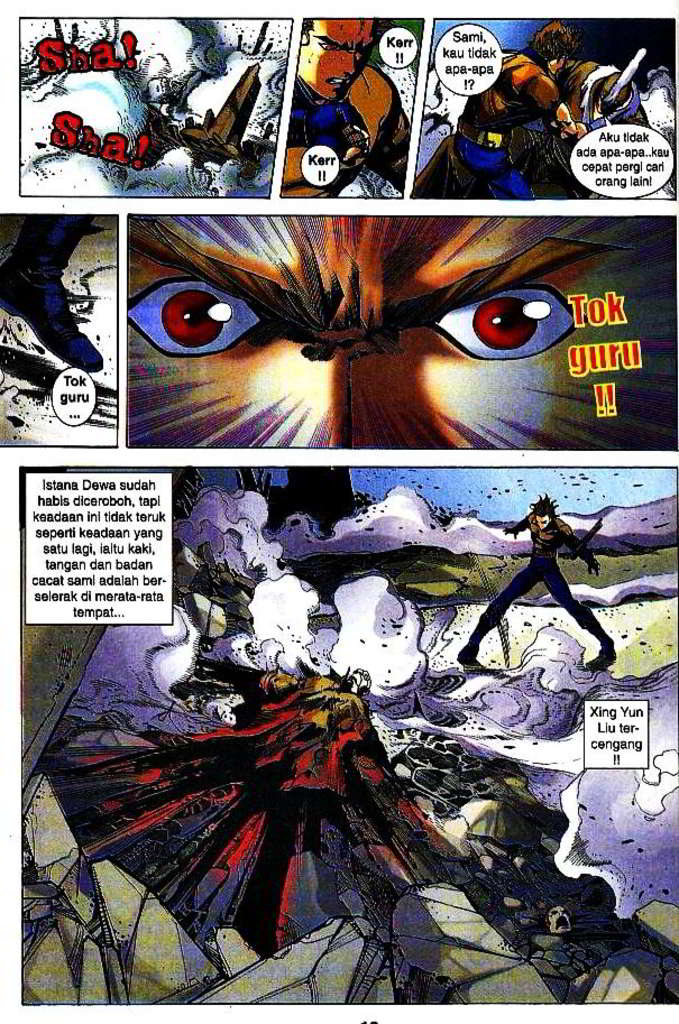 Sha!
Sha!
Kerr
!!
Kerr
!!
Sami,
kau tidak
apa-apa
!?
Aku tidak
ada apa-apa..kau
cepat pergi cari
orang lain!
Tok
guru
...
Tok
guru
!!
Istana Dewa sudah
habis diceroboh, tapi
keadaan ini tidak teruk
seperti keadaan yang
satu lagi, iaitu kaki,
tangan dan badan
cacat sami adalah ber-
selerak di merata-rata
tempat...
Xing Yun
Liu ter-
cengang
!!